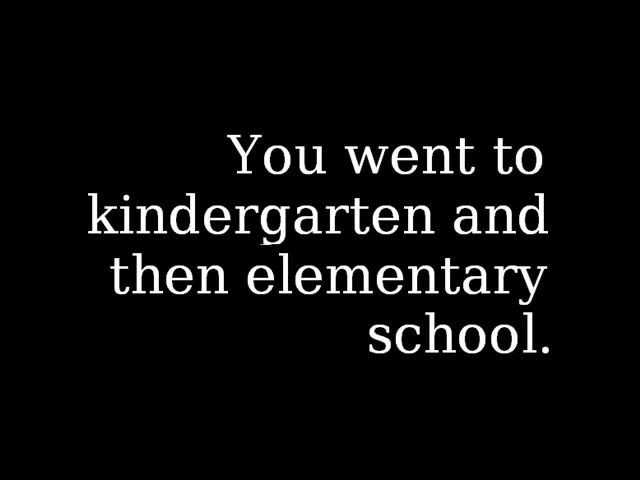 You went to
kindergarten and
then elementary
school.